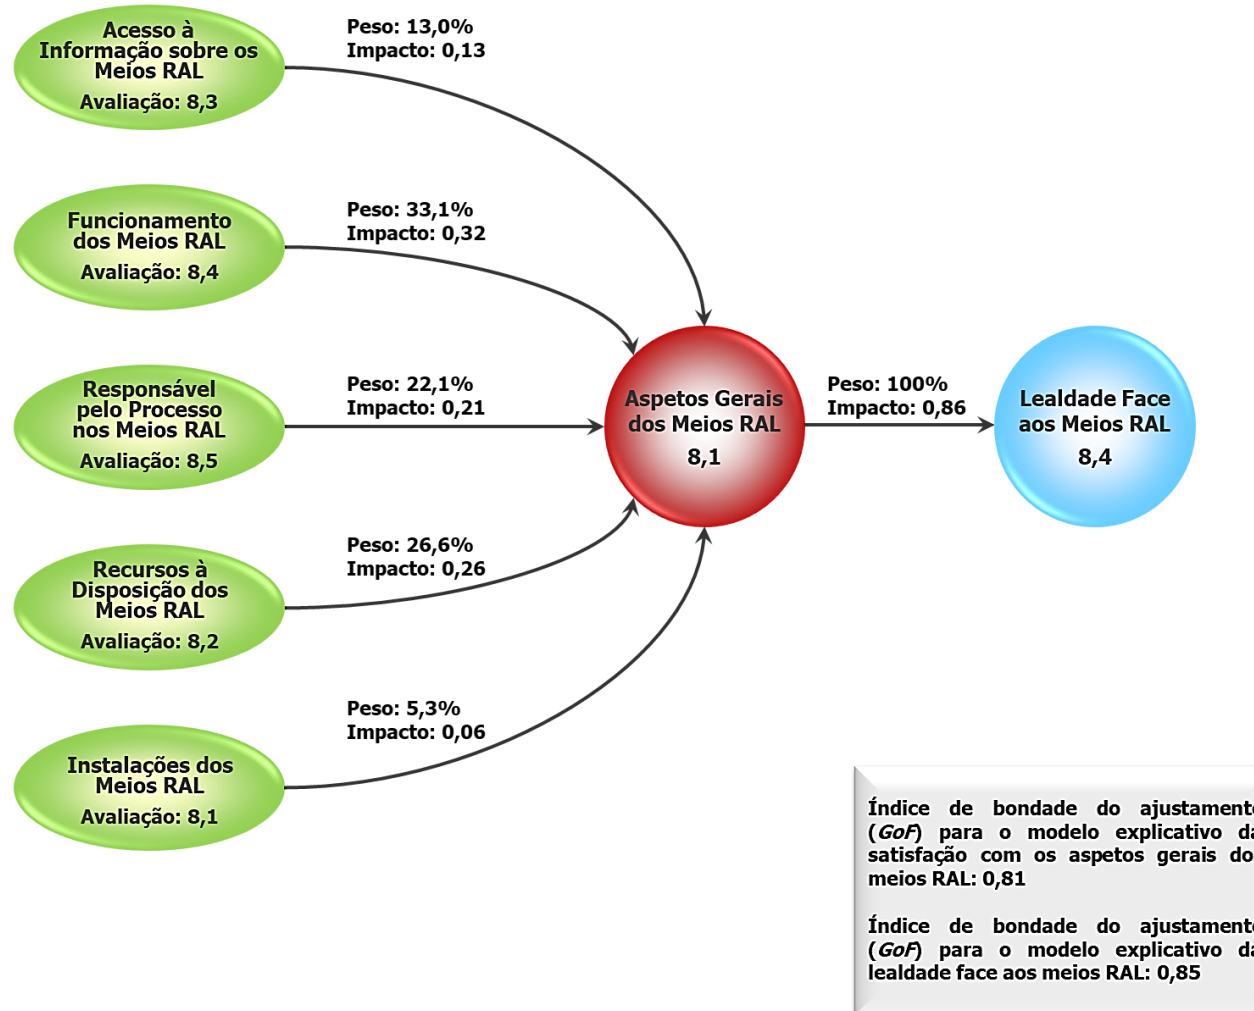 Acesso à
Informação sobre os
Meios RAL
Avaliação: 8,3
Peso: 13,0%
Impacto: 0,13
Funcionamento
dos Meios RAL
Avaliação: 8,4
Peso: 33,1%
Impacto: 0,32
Responsável
pelo Processo
nos Meios RAL
Avaliação: 8,5
Peso: 22,1%
Impacto: 0,21
Recursos à
Disposição dos
Meios RAL
Avaliação: 8,2
Peso: 26,6%
Impacto: 0,26
Instalações dos
Meios RAL
Avaliação: 8,1
Peso: 5,3%
Impacto: 0,06
Aspetos Gerais
dos Meios RAL
8,1
Peso: 100%
Impacto: 0,86
Lealdade Face
aos Meios RAL
8,4
Índice de bondade do ajustamento
(GoF) para o modelo explicativo da
satisfação com os aspetos gerais dos
meios RAL: 0,81
Índice de bondade do ajustamento
(GoF) para o modelo explicativo da
lealdade face aos meios RAL: 0,85